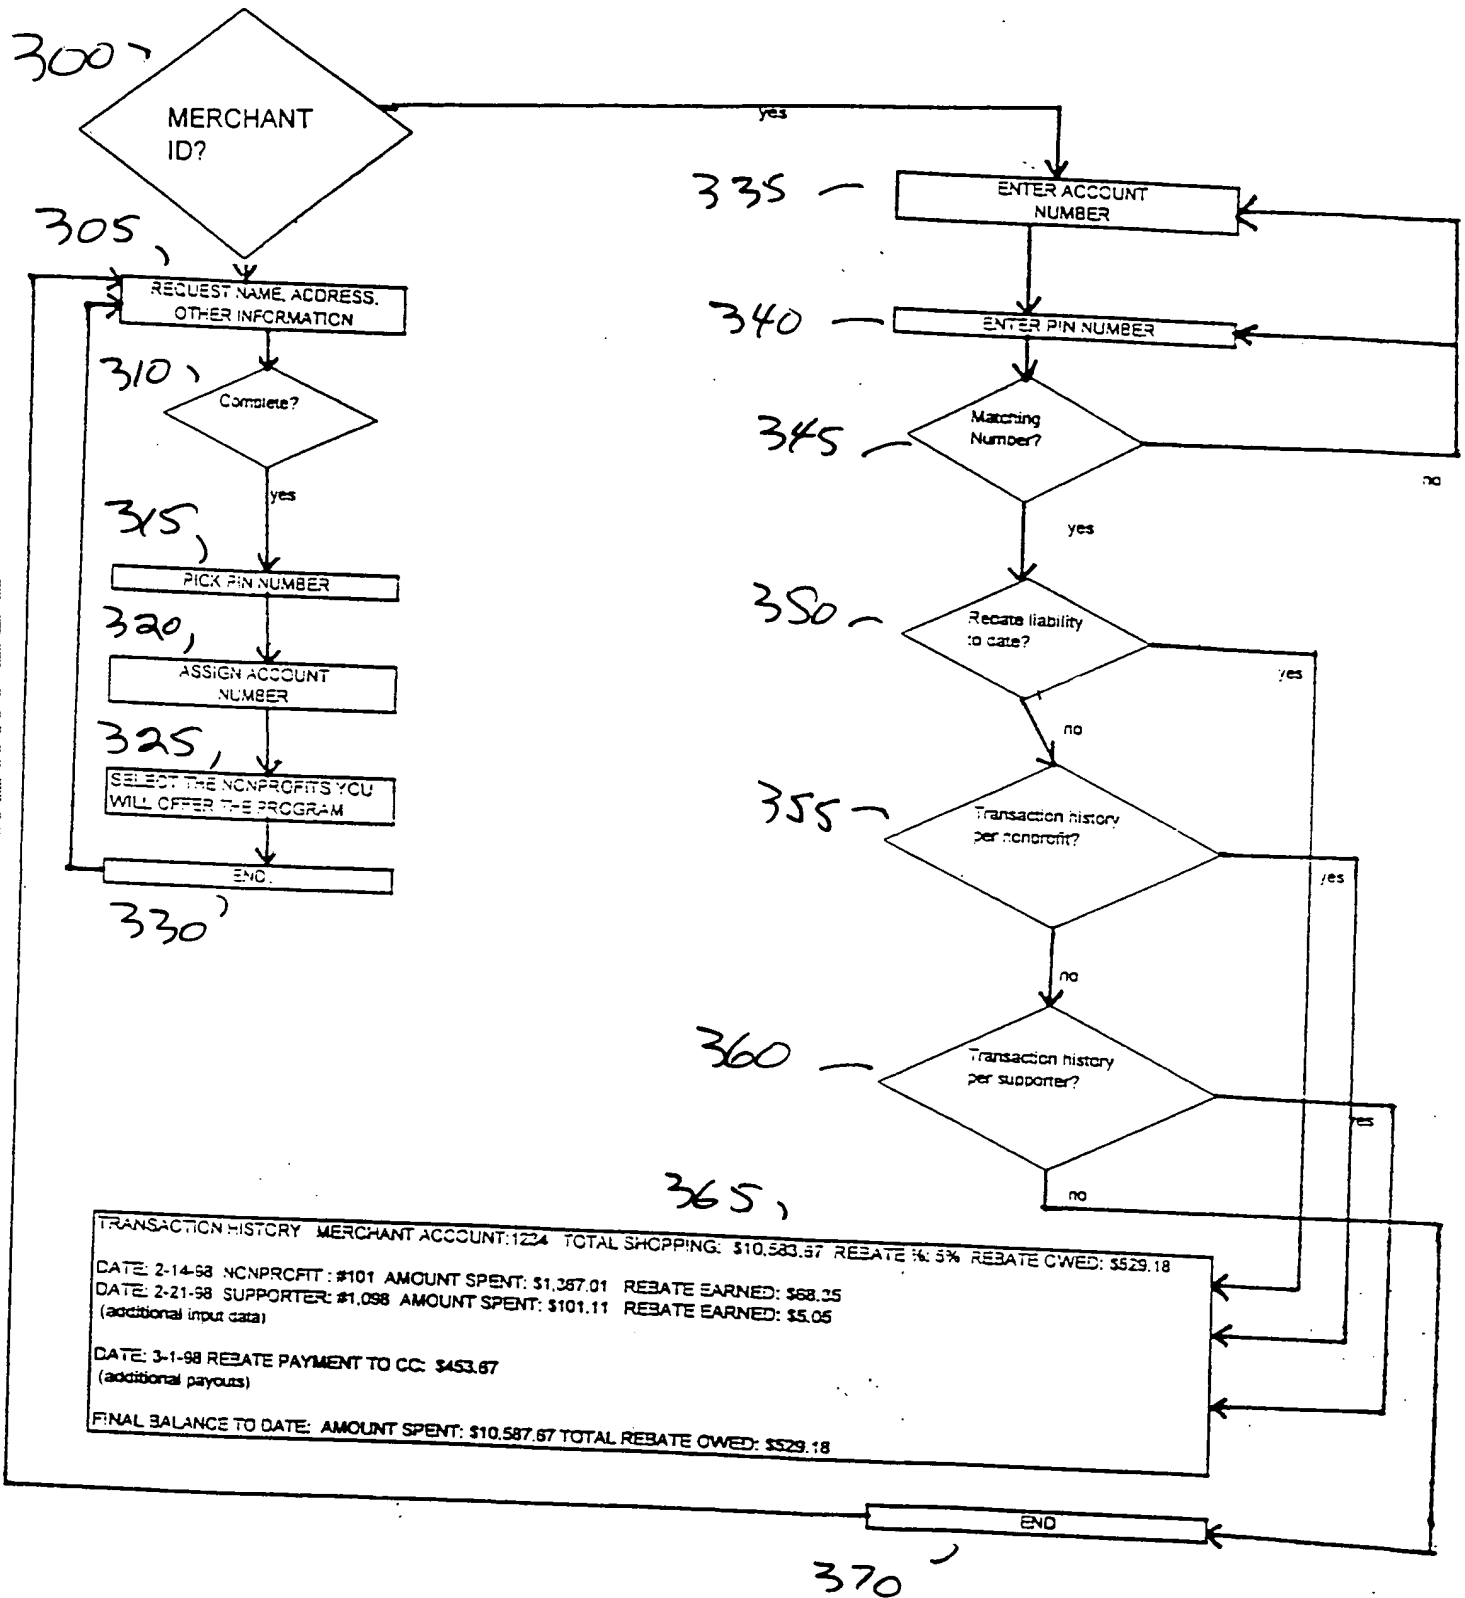 300
MERCHANT
ID?
yes
305
REQUEST NAME, ADDRESS,
OTHER INFORMATION
310
Complete?
yes
315
PICK PIN NUMBER
320
ASSIGN ACCOUNT
NUMBER
325
SELECT THE NONPROFITS YOU
WILL OFFER THE PROGRAM
END.
330
335
ENTER ACCOUNT
NUMBER
340
ENTER PIN NUMBER
345
Matching
Number?
no
yes
350
Rebate liability
to date?
yes
no
355
Transaction history
per nonprofit?
yes
no
360
Transaction history
per supporter?
yes
no
365
TRANSACTION HISTORY MERCHANT ACCOUNT:1234 TOTAL SHOPPING: $10,583.67 REBATE %: 5% REBATE OWED: $529.18
DATE: 2-14-98 NONPROFIT : #101 AMOUNT SPENT: $1,367.01 REBATE EARNED: $68.35
DATE: 2-21-98 SUPPORTER: #1,098 AMOUNT SPENT: $101.11 REBATE EARNED: $5.05
(additional input data)
DATE: 3-1-98 REBATE PAYMENT TO CC: $453.67
(additional payouts)
FINAL BALANCE TO DATE: AMOUNT SPENT: $10,587.67 TOTAL REBATE OWED: $529.18
END
370